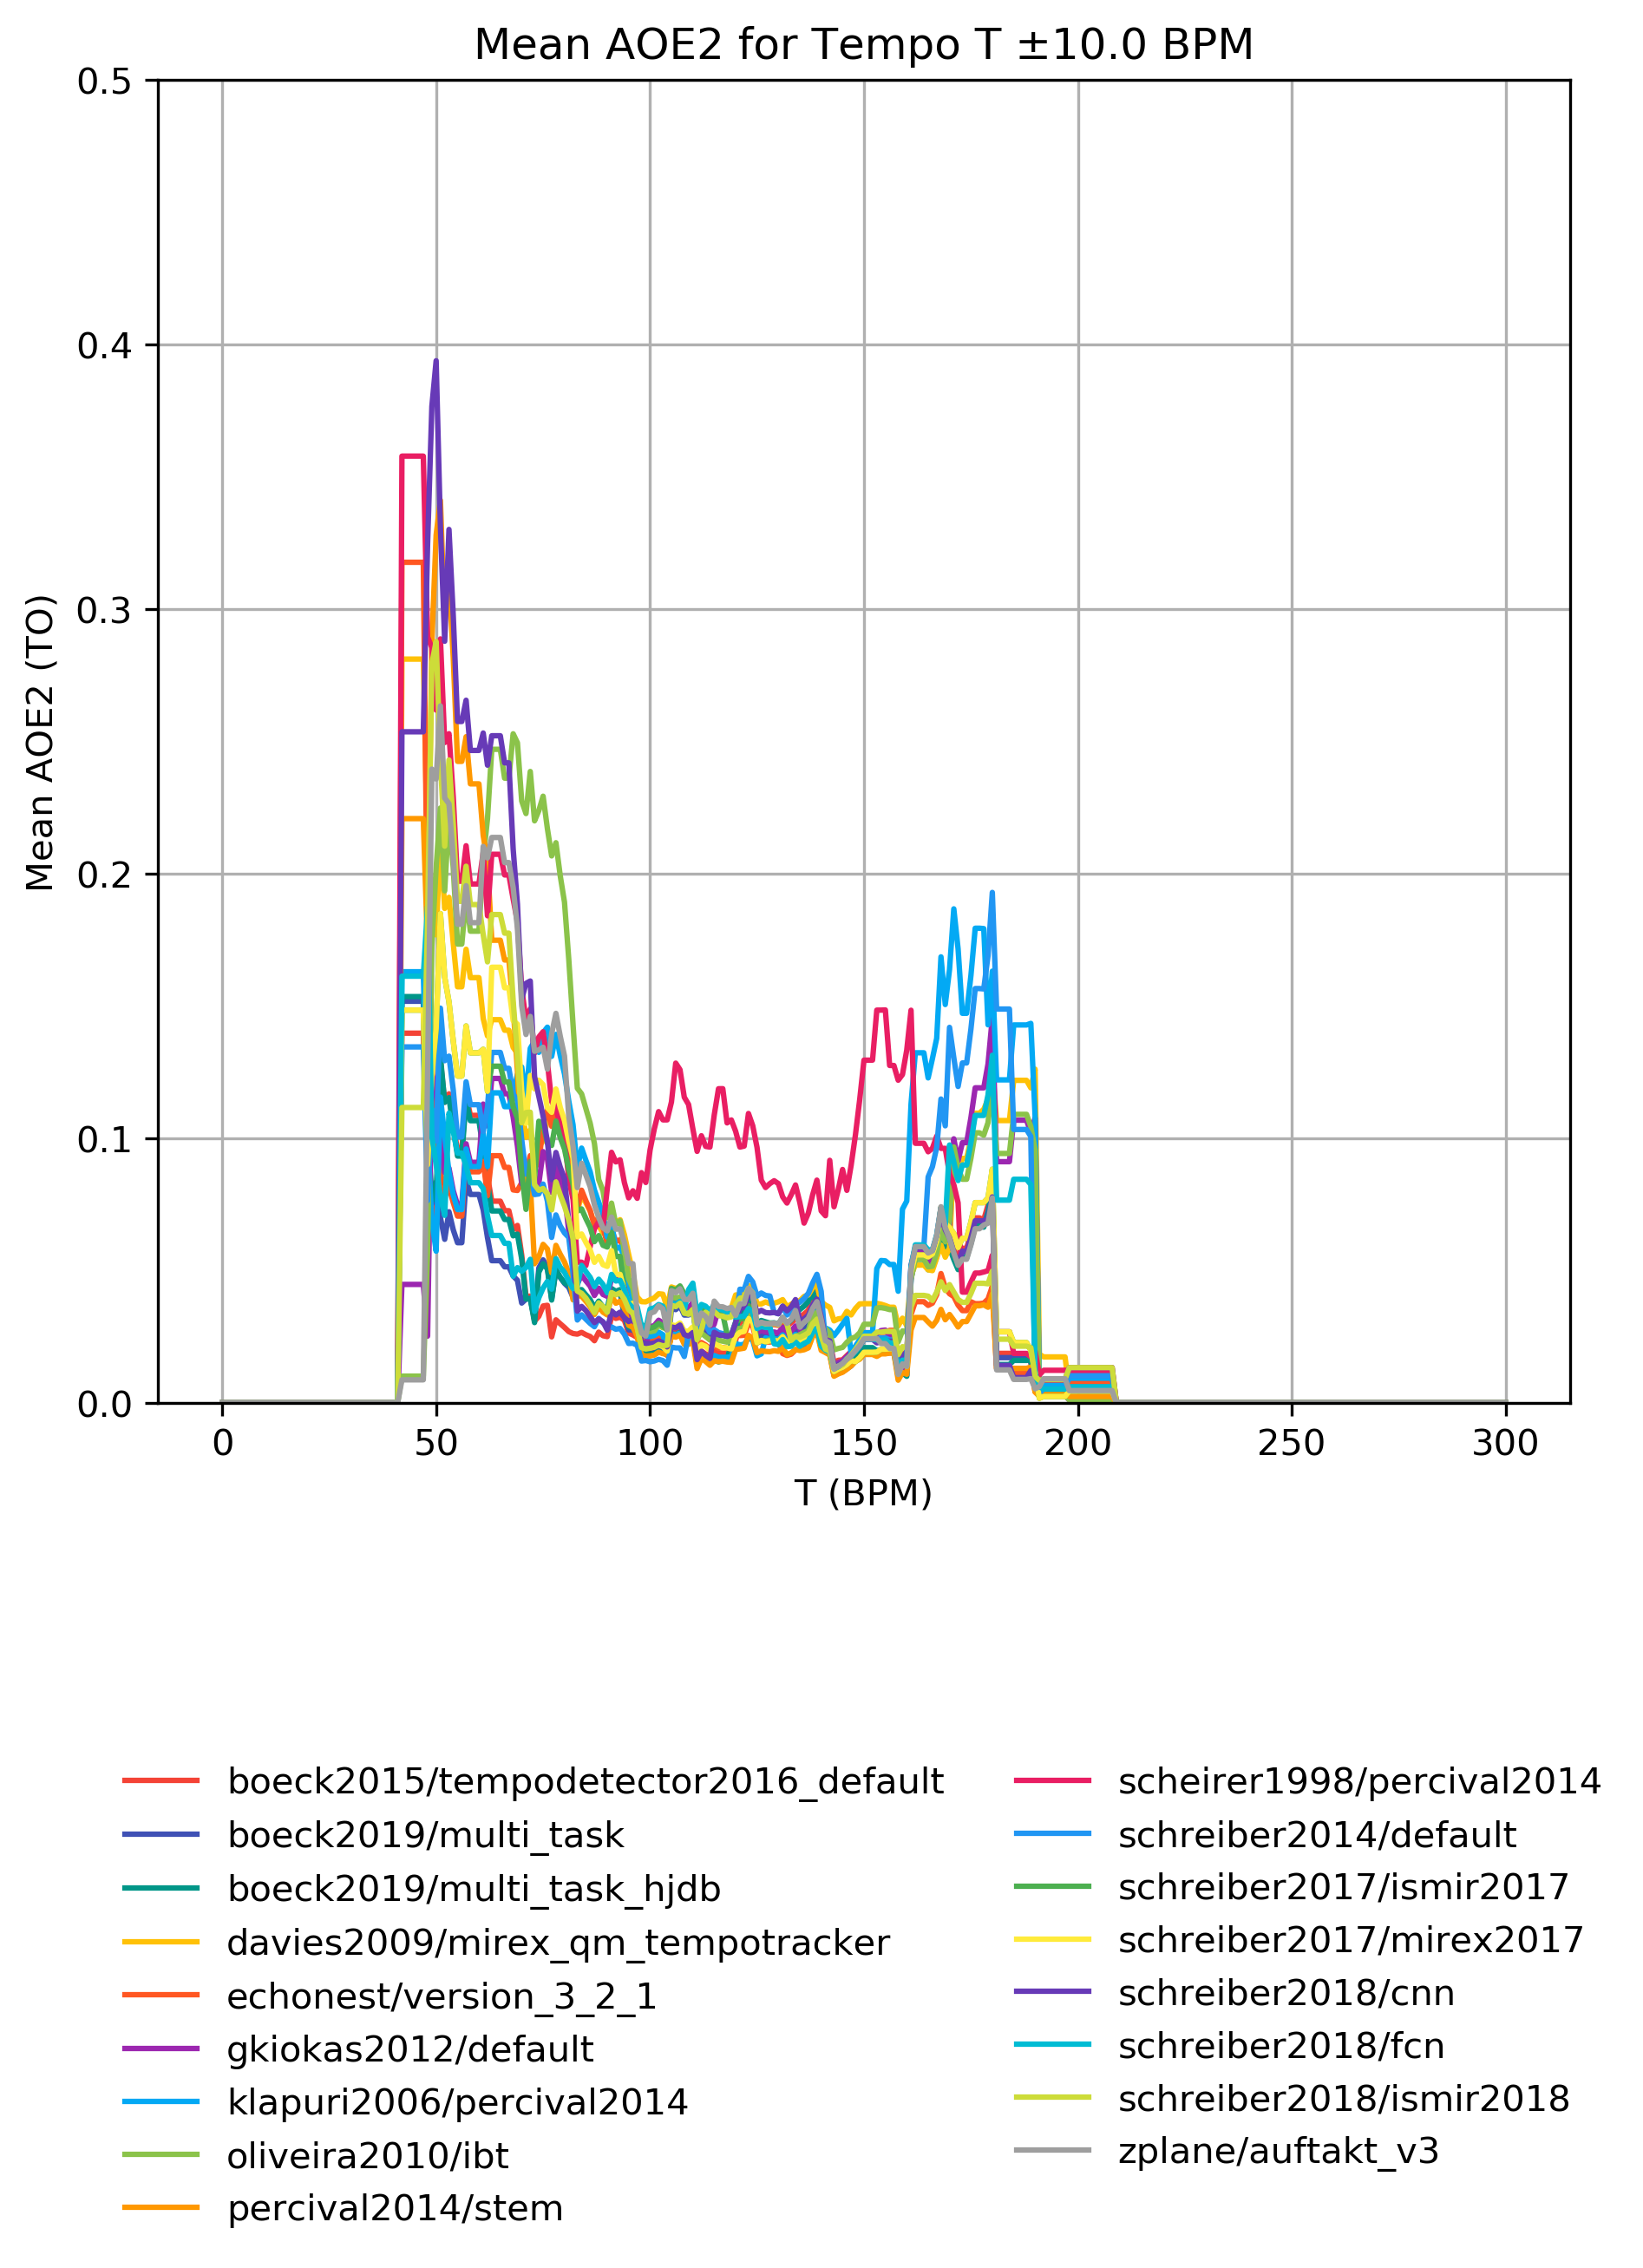 Mean AOE2 for Tempo T ±10.0 BPM
0.5
0.4
0.3
0.2
0.1
0.0
Mean AOE2 (TO)
0 50 100 150 200 250 300
T (BPM)
boeck2015/tempodetector2016_default
boeck2019/multi_task
boeck2019/multi_task_hjdb
davies2009/mirex_qm_tempotracker
echonest/version_3_2_1
gkiokas2012/default
klapuri2006/percival2014
oliveira2010/ibt
percival2014/stem
scheirer1998/percival2014
schreiber2014/default
schreiber2017/ismir2017
schreiber2017/mirex2017
schreiber2018/cnn
schreiber2018/fcn
schreiber2018/ismir2018
zplane/auftakt_v3